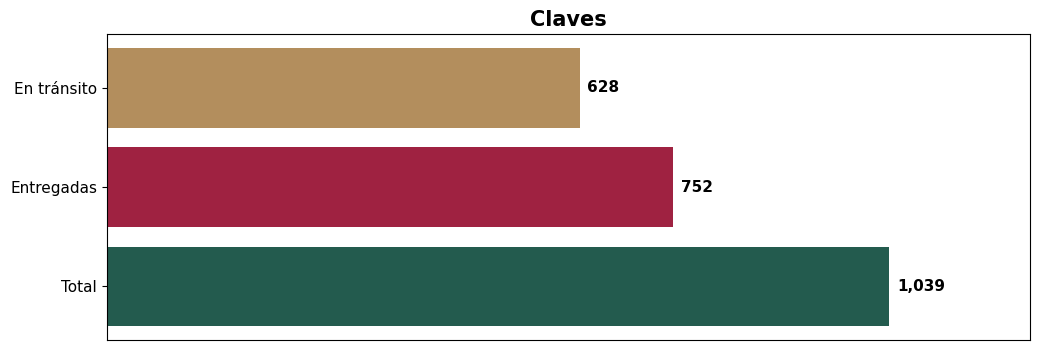 Claves
En tránsito 628
Entregadas 752
Total 1,039